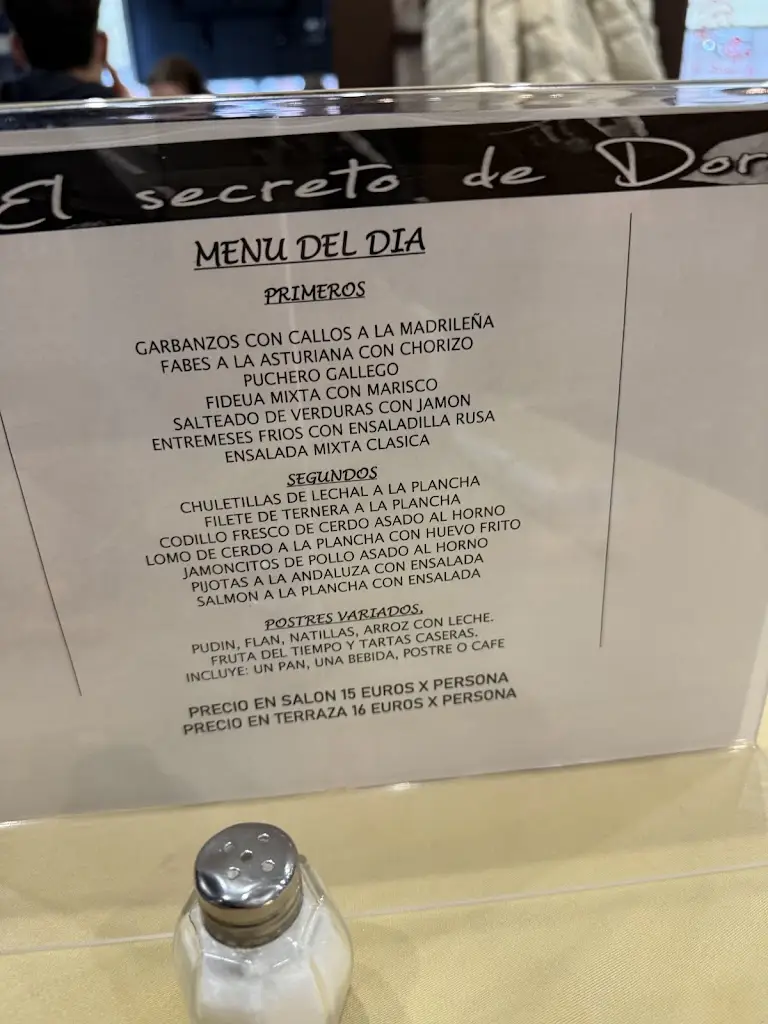 El secreto de Dor
MENU DEL DIA
PRIMEROS
GARBANZOS CON CALLOS A LA MADRILEÑA
FABES A LA ASTURIANA CON CHORIZO
PUCHERO GALLEGO
FIDEUA MIXTA CON MARISCO
SALTEADO DE VERDURAS CON JAMON
ENTREMESES FRIOS CON ENSALADILLA RUSA
ENSALADA MIXTA CLASICA
SEGUNDOS
CHULETILLAS DE LECHAL A LA PLANCHA
FILETE DE TERNERA A LA PLANCHA
CODILLO FRESCO DE CERDO ASADO AL HORNO
LOMO DE CERDO A LA PLANCHA CON HUEVO FRITO
JAMONCITOS DE POLLO ASADO AL HORNO
PIJOTAS A LA ANDALUZA CON ENSALADA
SALMON A LA PLANCHA CON ENSALADA
POSTRES VARIADOS,
PUDIN, FLAN, NATILLAS, ARROZ CON LECHE.
FRUTA DEL TIEMPO Y TARTAS CASERAS.
INCLUYE: UN PAN, UNA BEBIDA, POSTRE O CAFE
PRECIO EN SALON 15 EUROS X PERSONA
PRECIO EN TERRAZA 16 EUROS X PERSONA